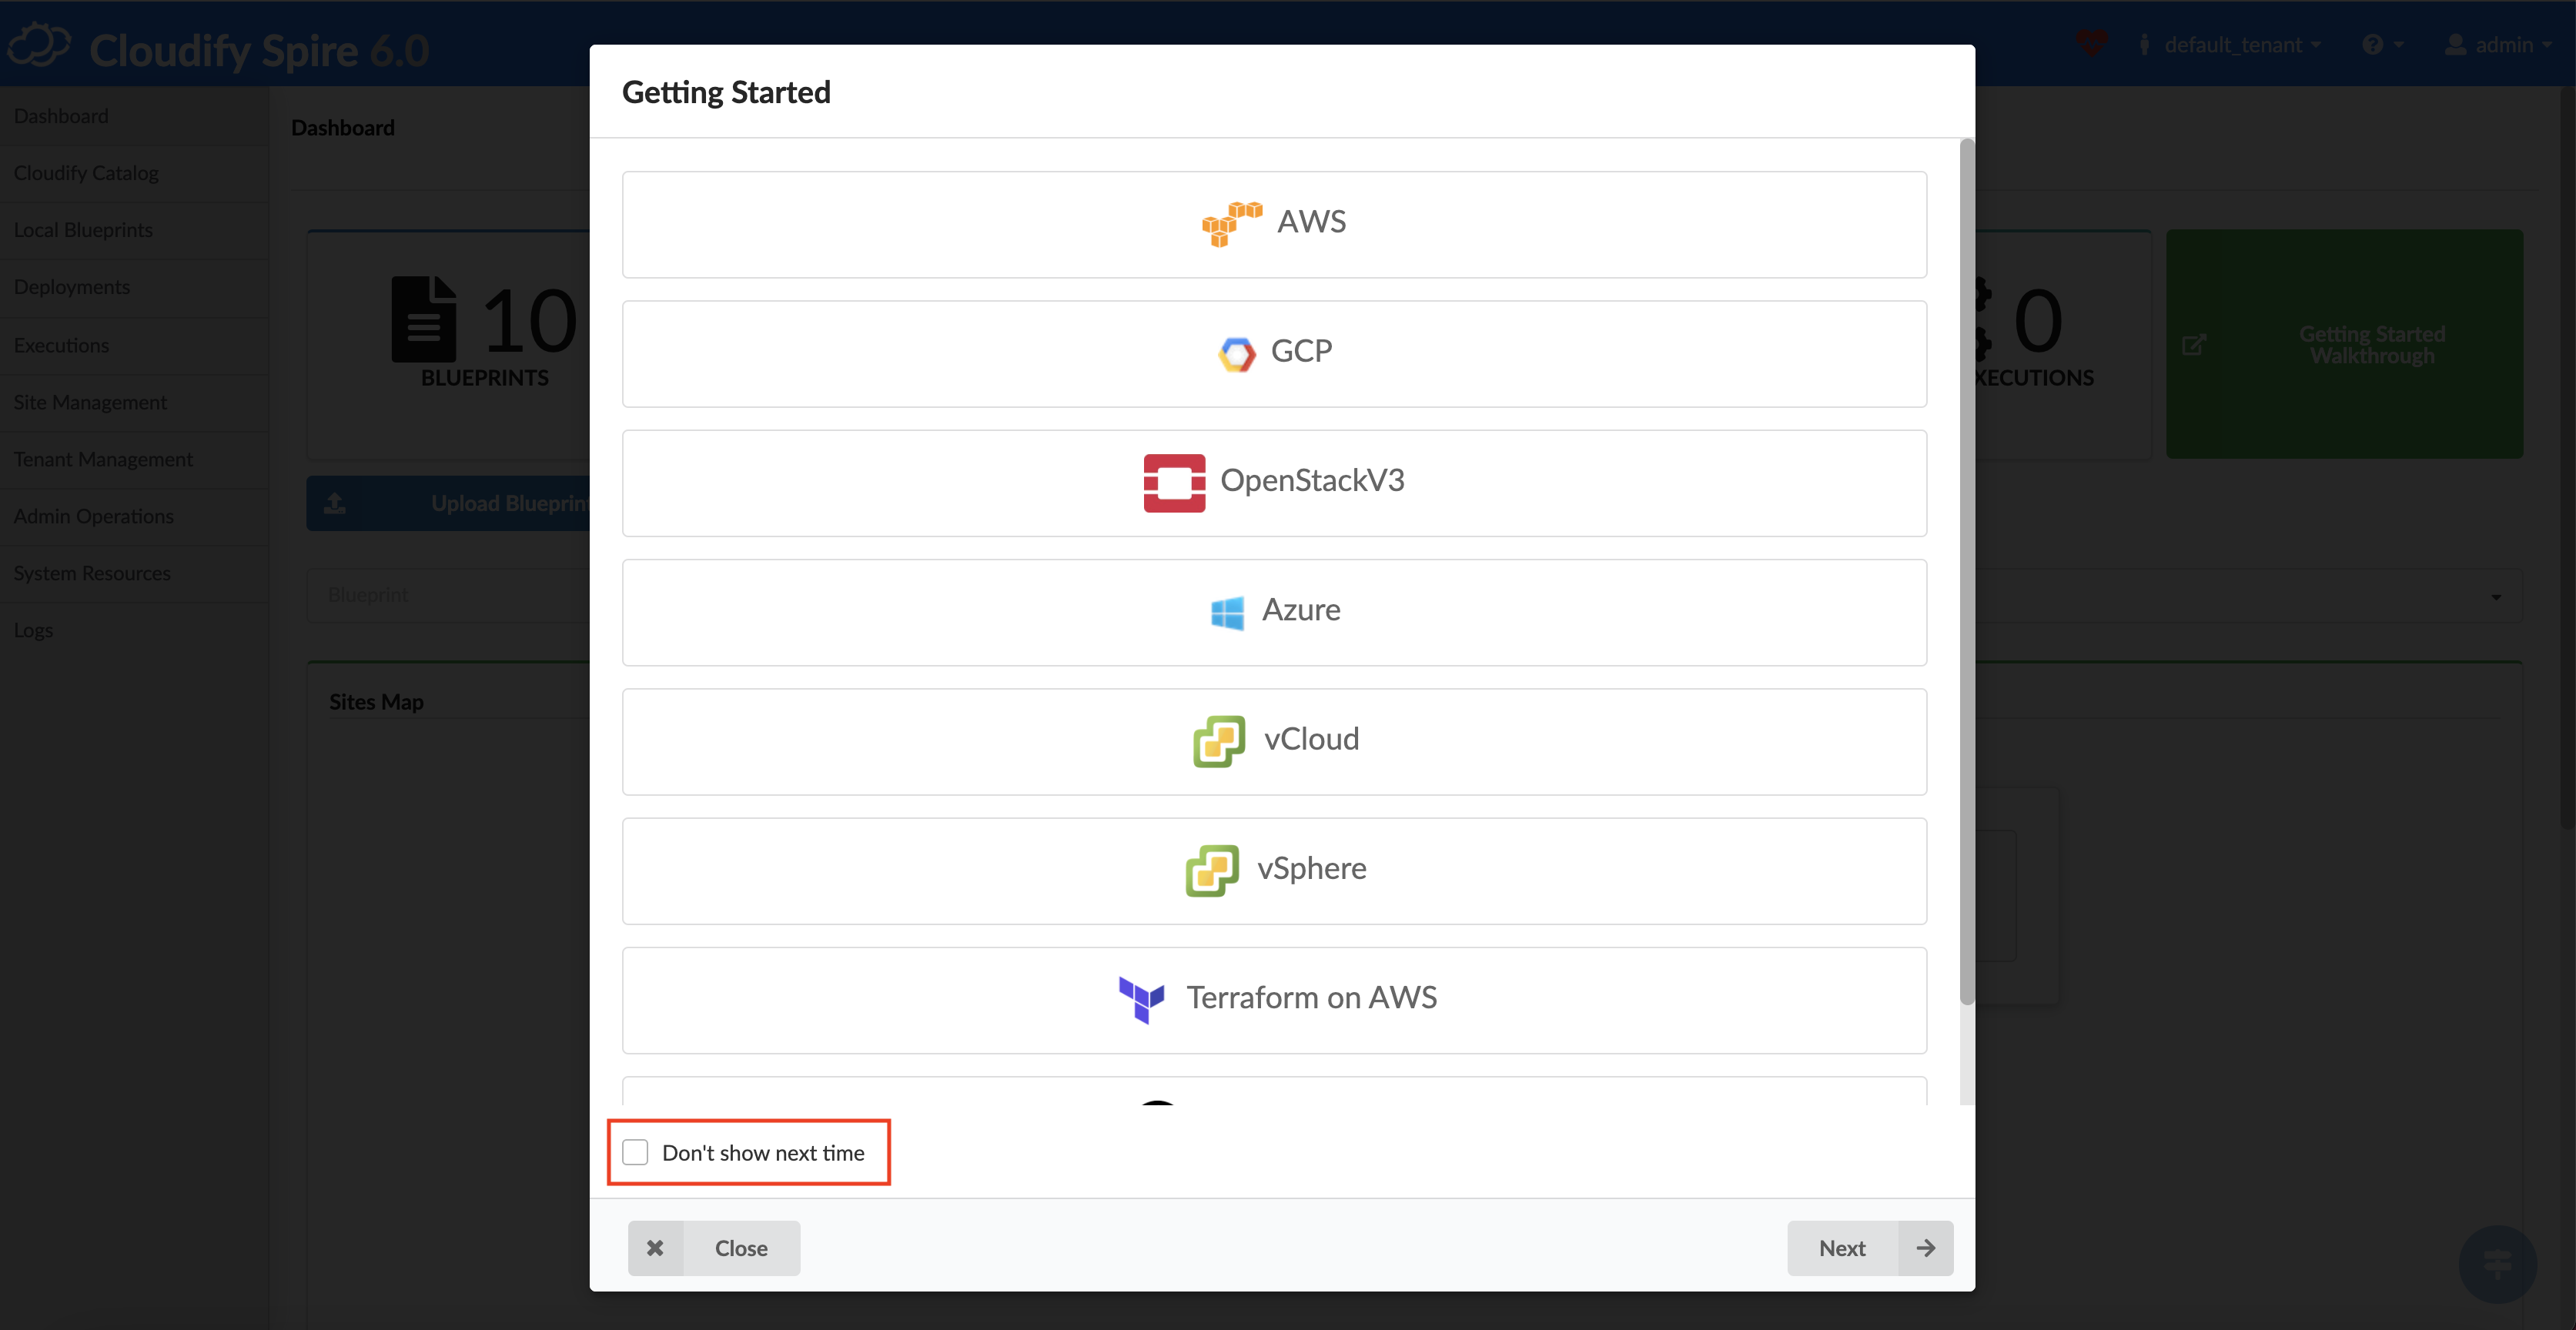 Cloudify Spire 6.0
default_tenant
admin
Dashboard
Cloudify Catalog
Local Blueprints
Deployments
Executions
Site Management
Tenant Management
Admin Operations
System Resources
Logs
Dashboard
10
BLUEPRINTS
Upload Blueprint
Blueprint
Sites Map
Getting Started
AWS
GCP
OpenStackV3
Azure
vCloud
vSphere
Terraform on AWS
Don't show next time
Close
Next
0
XECUTIONS
Getting Started
Walkthrough